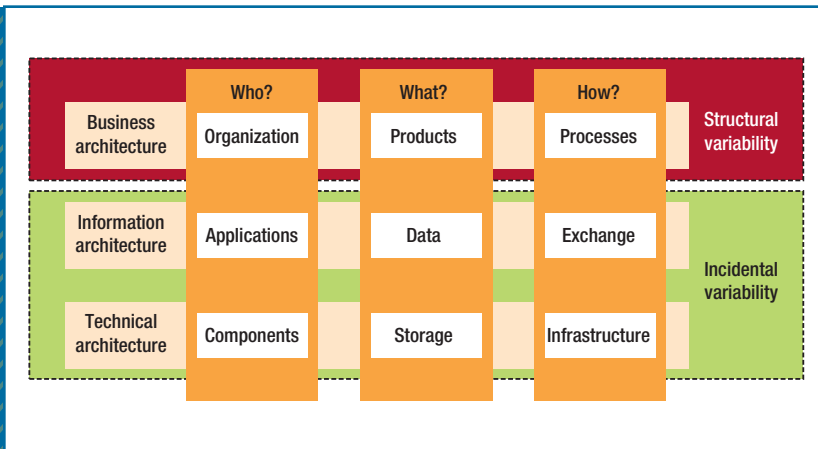 Who?
What?
How?
Business
architecture
Organization
Products
Processes
Structural
variability
Information
architecture
Applications
Data
Exchange
Incidental
variability
Technical
architecture
Components
Storage
Infrastructure